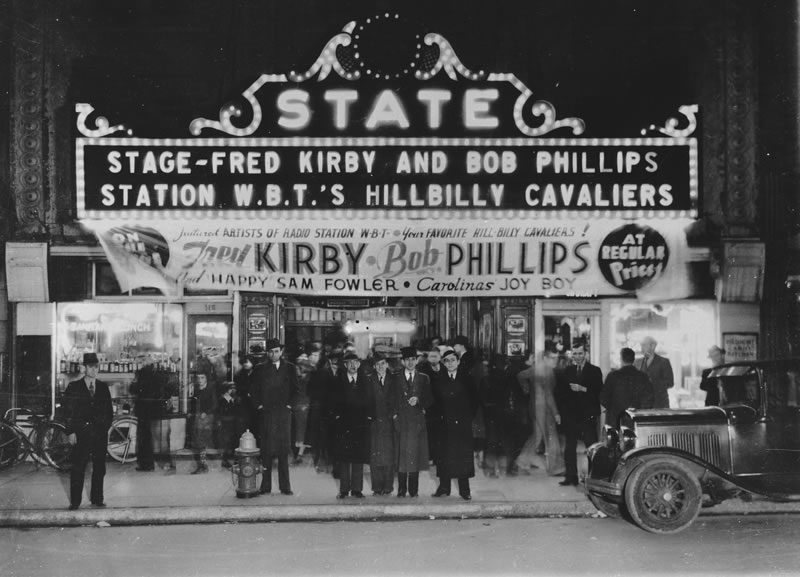 STATE
STAGE-FRED KIRBY AND BOB PHILLIPS
STATION W.B.T.'S HILLBILLY CAVALIERS
featured ARTISTS OF RADIO STATION W·B·T· • Your FAVORITE HILL-BILLY CAVALIERS!
Fred KIRBY • Bob PHILLIPS
and HAPPY SAM FOWLER • Carolinas JOY BOY
AT
REGULAR
Prices!